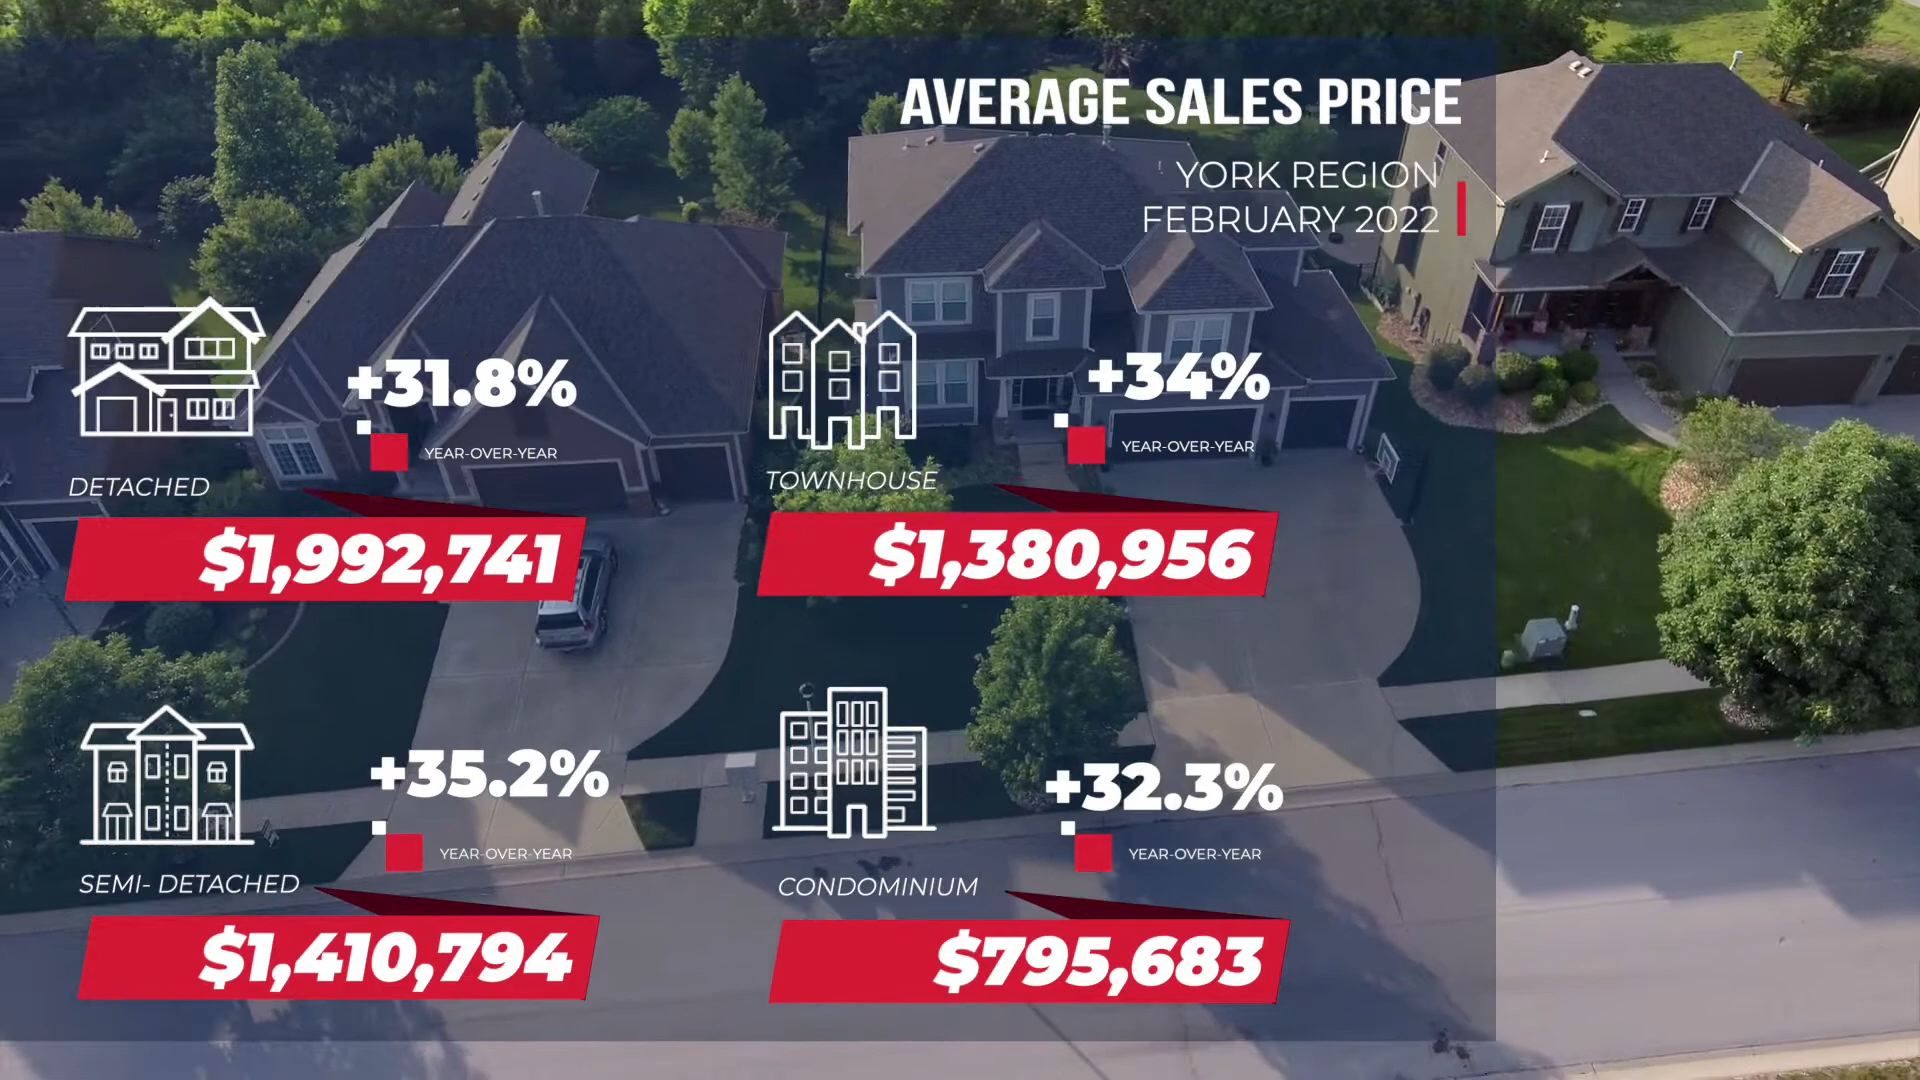 AVERAGE SALES PRICE
YORK REGION
FEBRUARY 2022
+31.8%
YEAR-OVER-YEAR
DETACHED
$1,992,741
+34%
YEAR-OVER-YEAR
TOWNHOUSE
$1,380,956
+35.2%
YEAR-OVER-YEAR
SEMI- DETACHED
$1,410,794
+32.3%
YEAR-OVER-YEAR
CONDOMINIUM
$795,683